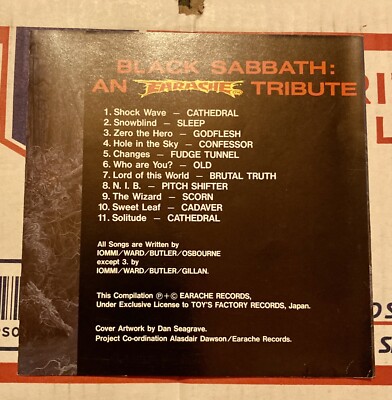 BLACK SABBATH:
AN EARACHE TRIBUTE
1. Shock Wave — CATHEDRAL
2. Snowblind — SLEEP
3. Zero the Hero — GODFLESH
4. Hole in the Sky — CONFESSOR
5. Changes — FUDGE TUNNEL
6. Who are You? — OLD
7. Lord of this World — BRUTAL TRUTH
8. N. I. B. — PITCH SHIFTER
9. The Wizard — SCORN
10. Sweet Leaf — CADAVER
11. Solitude — CATHEDRAL
All Songs are Written by
IOMMI/WARD/BUTLER/OSBOURNE
except 3. by
IOMMI/WARD/BUTLER/GILLAN.
This Compilation ℗+© EARACHE RECORDS,
Under Exclusive License to TOY'S FACTORY RECORDS, Japan.
Cover Artwork by Dan Seagrave.
Project Co-ordination Alasdair Dawson/Earache Records.